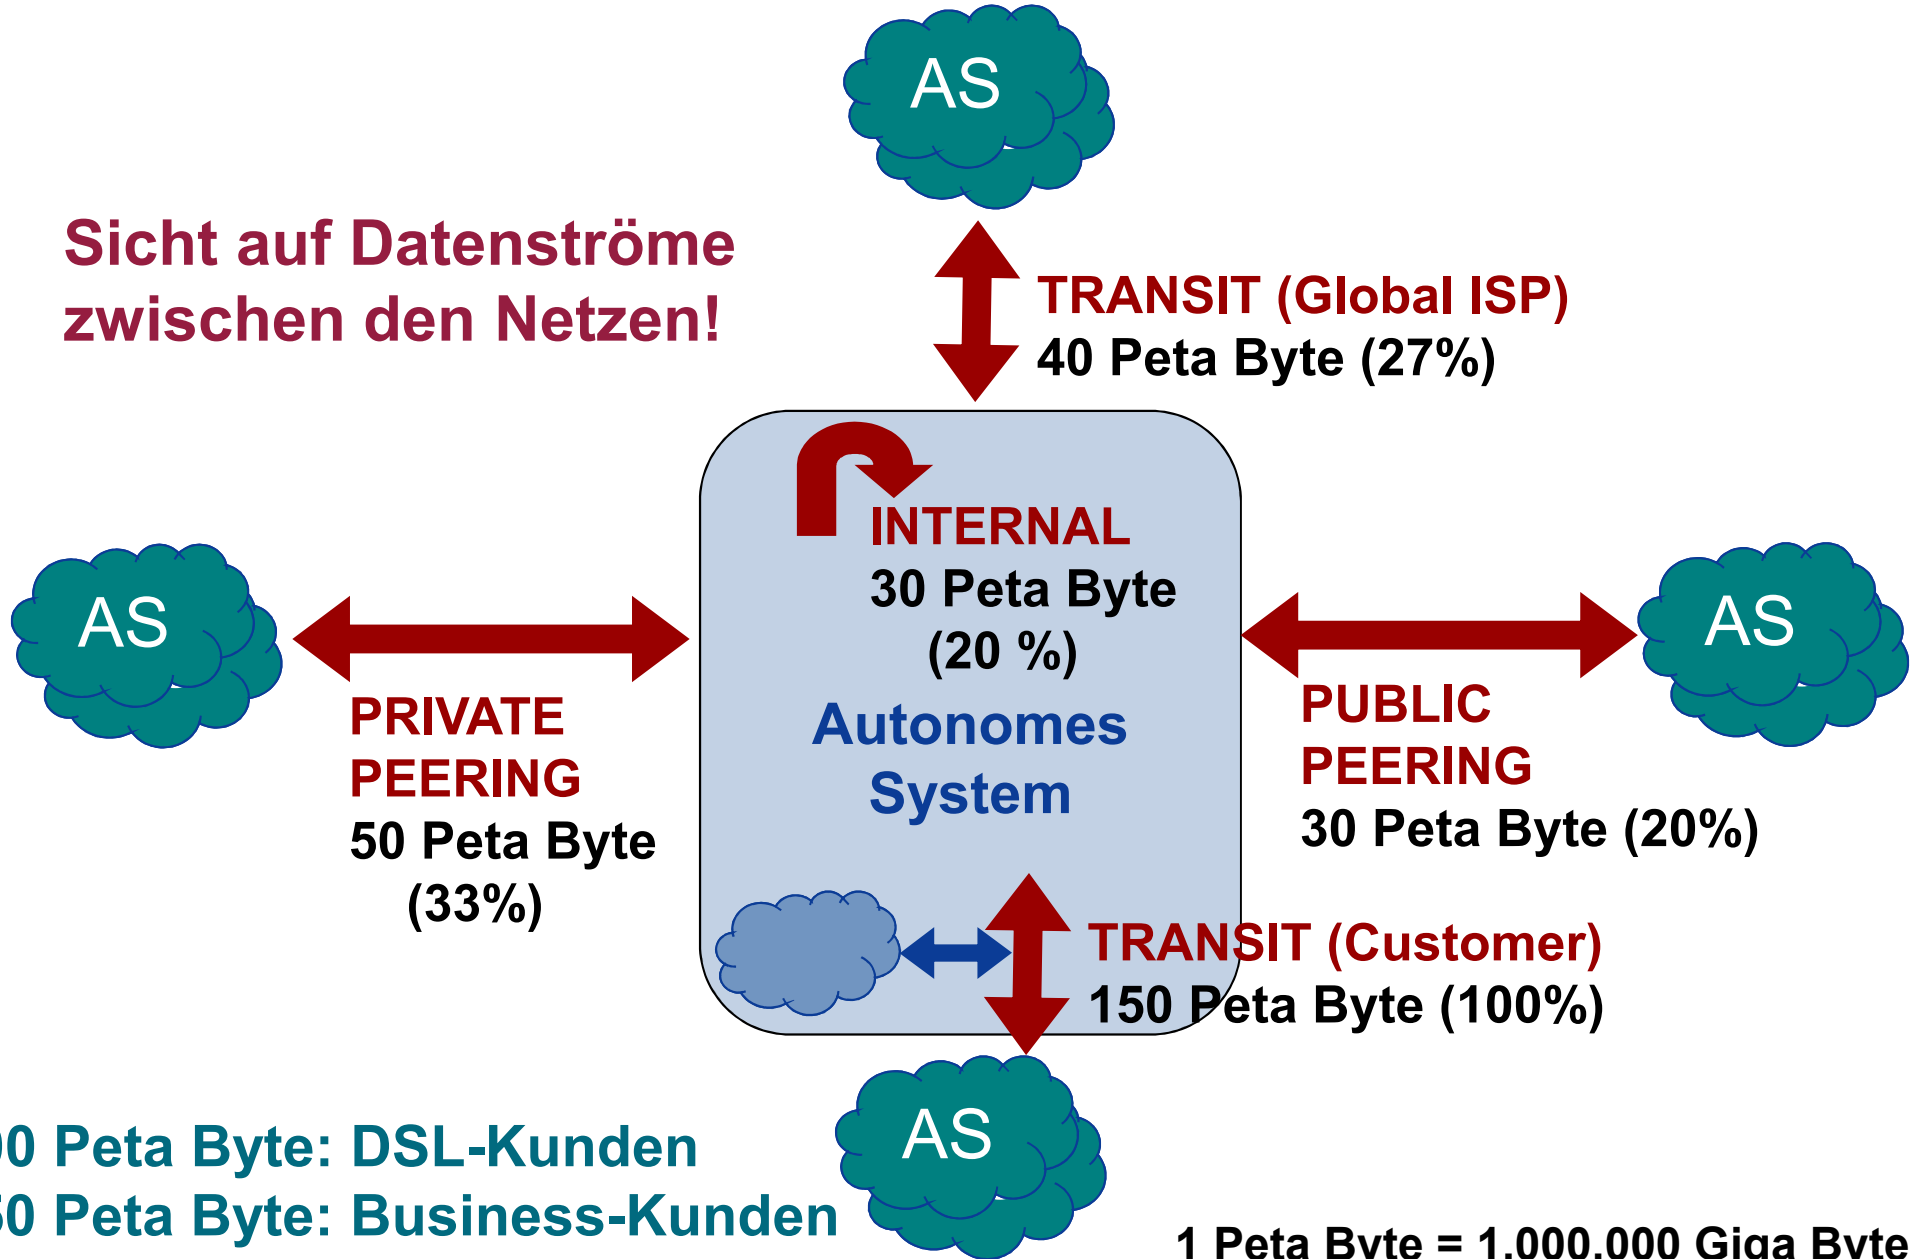 AS
Sicht auf Datenströme
zwischen den Netzen!
TRANSIT (Global ISP)
40 Peta Byte (27%)
INTERNAL
30 Peta Byte
(20 %)
Autonomes
System
AS
PRIVATE
PEERING
50 Peta Byte
(33%)
AS
PUBLIC
PEERING
30 Peta Byte (20%)
TRANSIT (Customer)
150 Peta Byte (100%)
AS
Peta Byte: DSL-Kunden
Peta Byte: Business-Kunden
1 Peta Byte = 1.000.000 Giga Byte